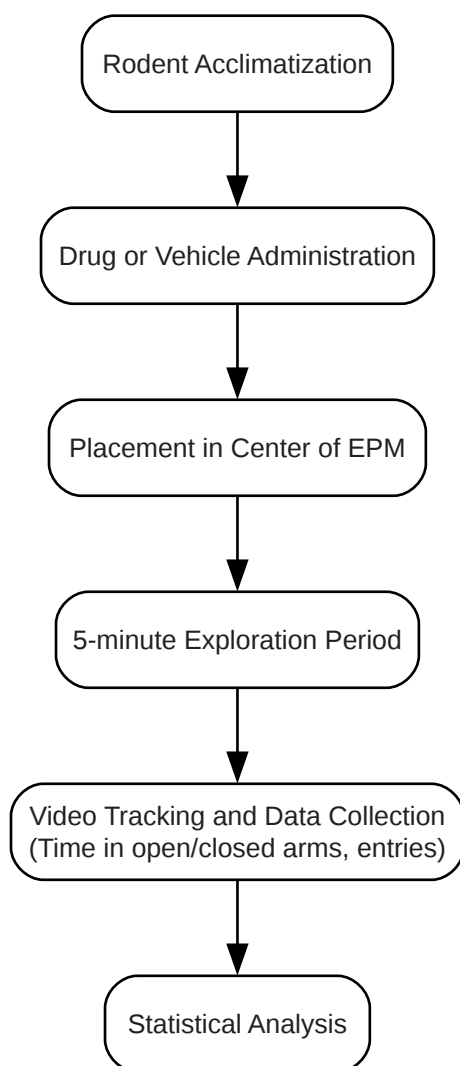 Rodent Acclimatization
Drug or Vehicle Administration
Placement in Center of EPM
5-minute Exploration Period
Video Tracking and Data Collection
(Time in open/closed arms, entries)
Statistical Analysis